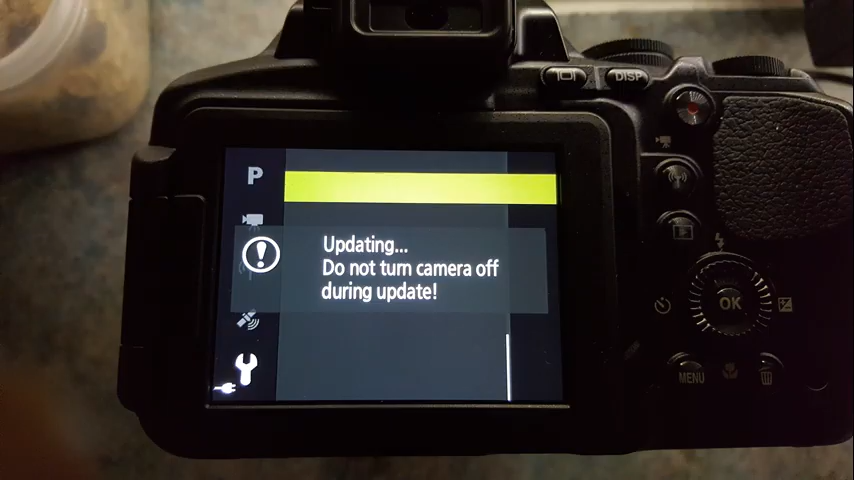 DISP
P
Updating...
Do not turn camera off
during update!
OK
MENU